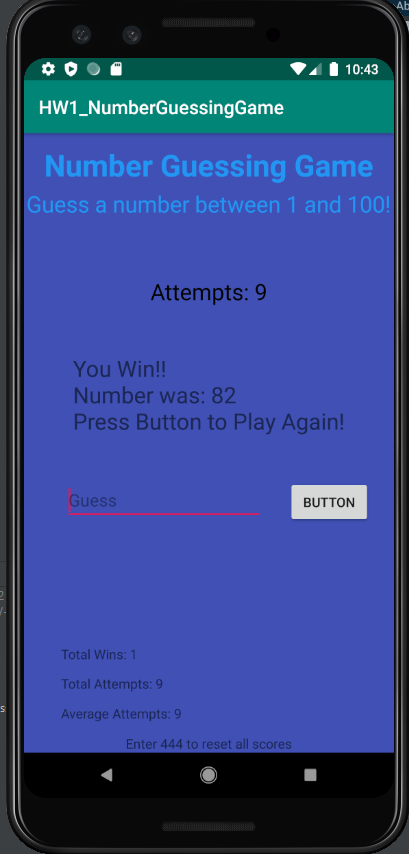 Ab
10:43
HW1_NumberGuessingGame
Number Guessing Game
Guess a number between 1 and 100!
Attempts: 9
You Win!!
Number was: 82
Press Button to Play Again!
Guess
BUTTON
Total Wins: 1
Total Attempts: 9
Average Attempts: 9
Enter 444 to reset all scores